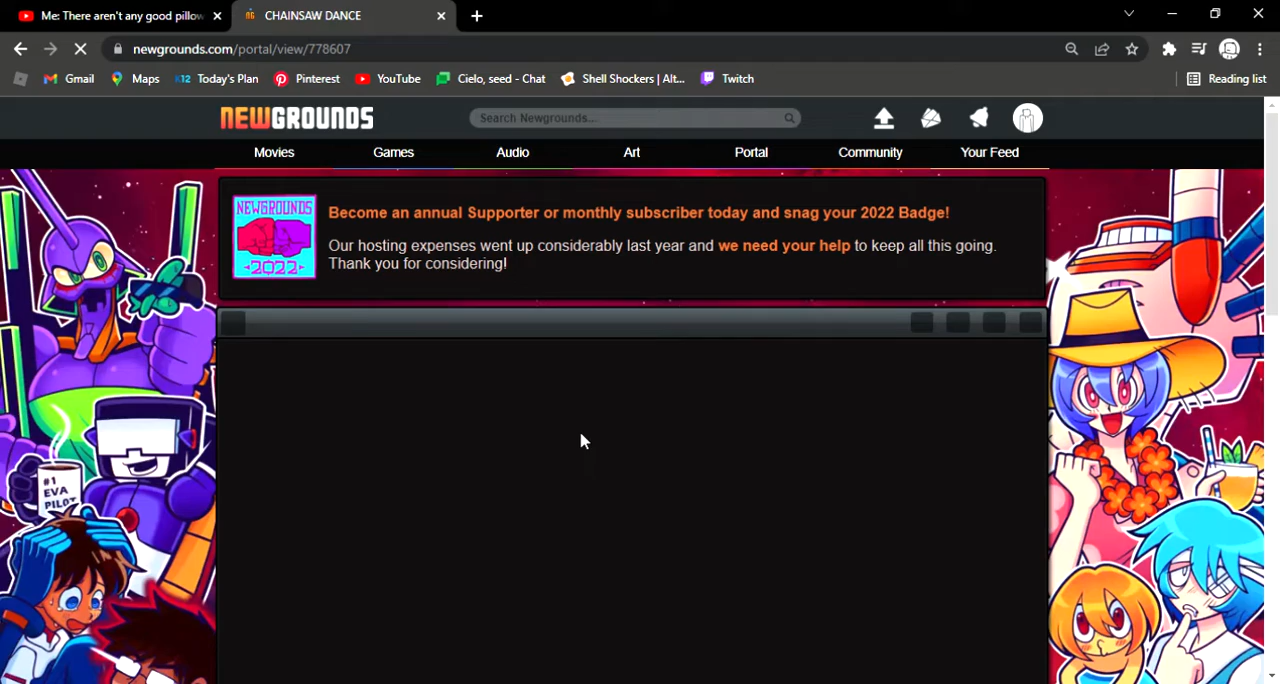 Me: There aren't any good pillow
CHAINSAW DANCE
newgrounds.com/portal/view/778607
Gmail
Maps
K12 Today's Plan
Pinterest
YouTube
Cielo, seed - Chat
Shell Shockers | Alt...
Twitch
Reading list
NEWGROUNDS
Search Newgrounds...
Movies
Games
Audio
Art
Portal
Community
Your Feed
NEWGROUNDS
2022
Become an annual Supporter or monthly subscriber today and snag your 2022 Badge!
Our hosting expenses went up considerably last year and we need your help to keep all this going.
Thank you for considering!
#1
EVA
PILOT